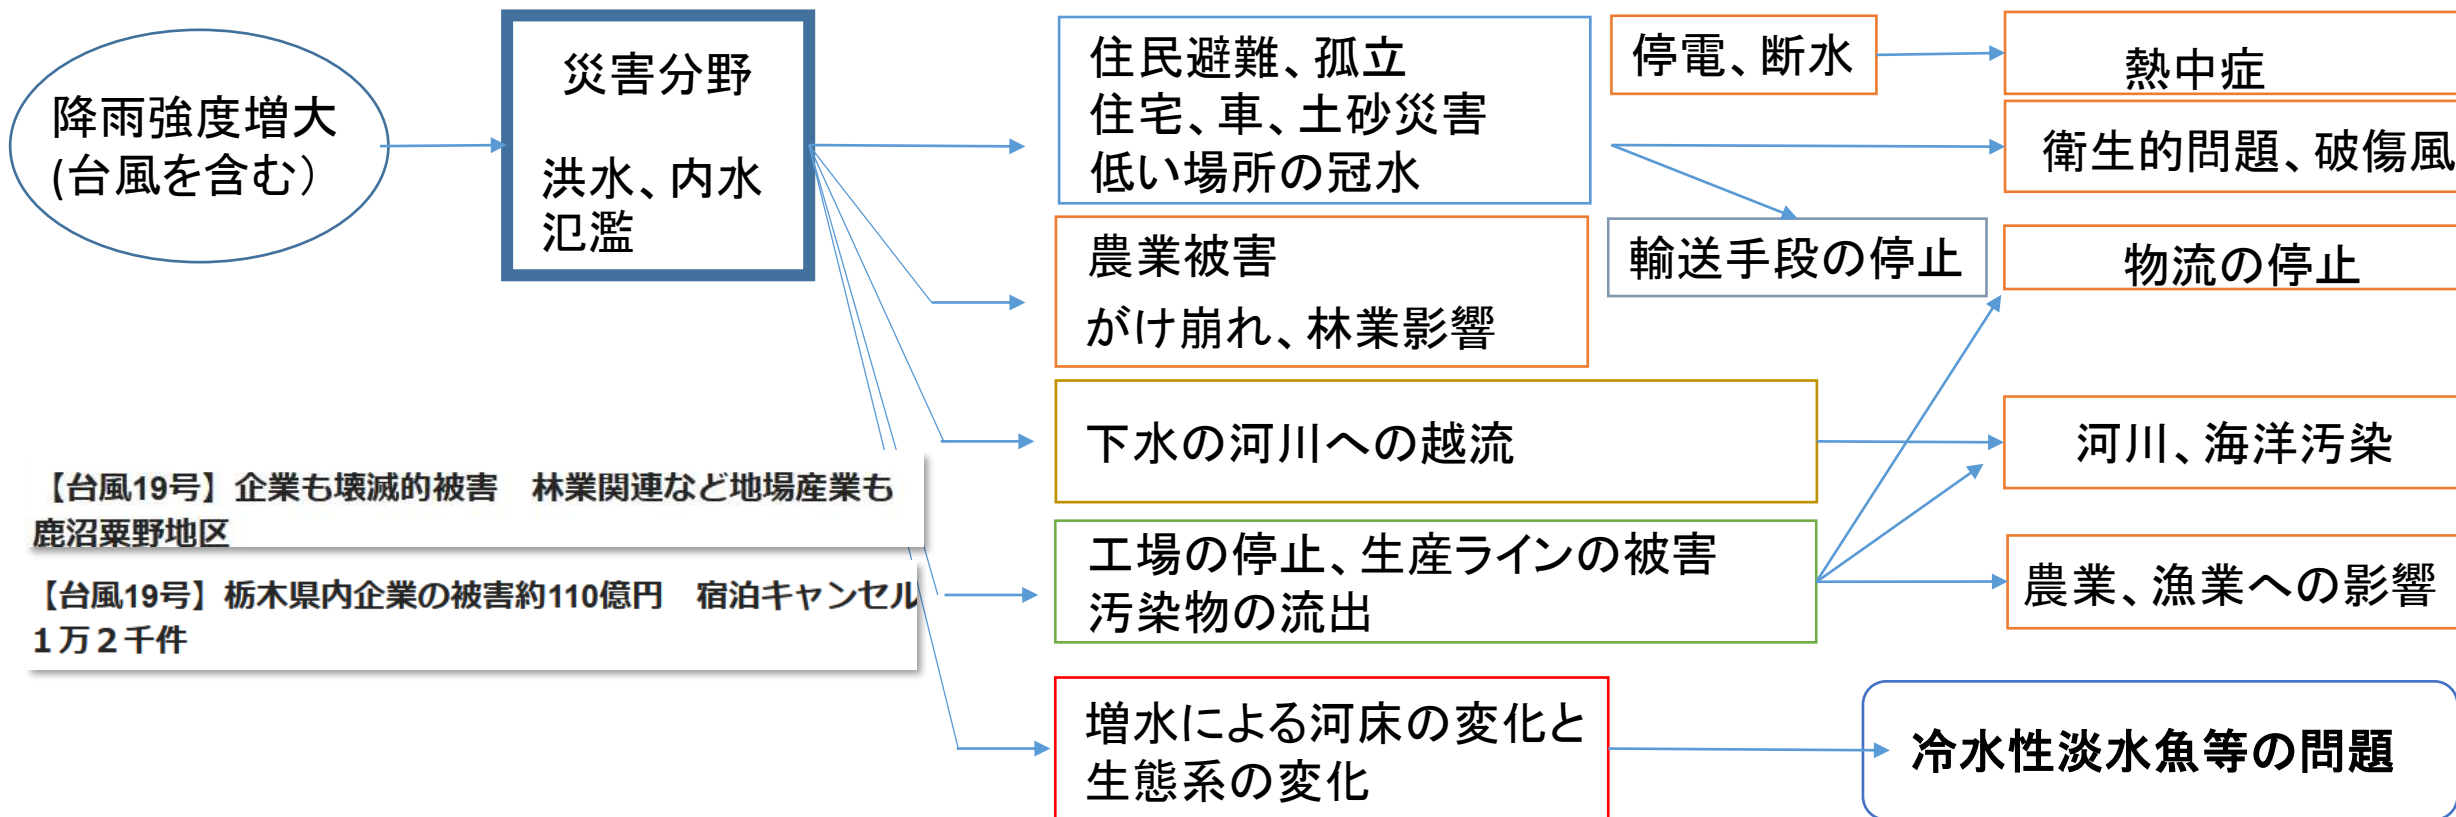 降雨強度増大
(台風を含む）
災害分野
洪水、内水
氾濫
住民避難、孤立
住宅、車、土砂災害
低い場所の冠水
停電、断水
熱中症
衛生的問題、破傷風
農業被害
がけ崩れ、林業影響
輸送手段の停止
物流の停止
下水の河川への越流
河川、海洋汚染
【台風19号】企業も壊滅的被害　林業関連など地場産業も
鹿沼粟野地区
工場の停止、生産ラインの被害
汚染物の流出
農業、漁業への影響
【台風19号】栃木県内企業の被害約110億円　宿泊キャンセル
１万２千件
増水による河床の変化と
生態系の変化
冷水性淡水魚等の問題